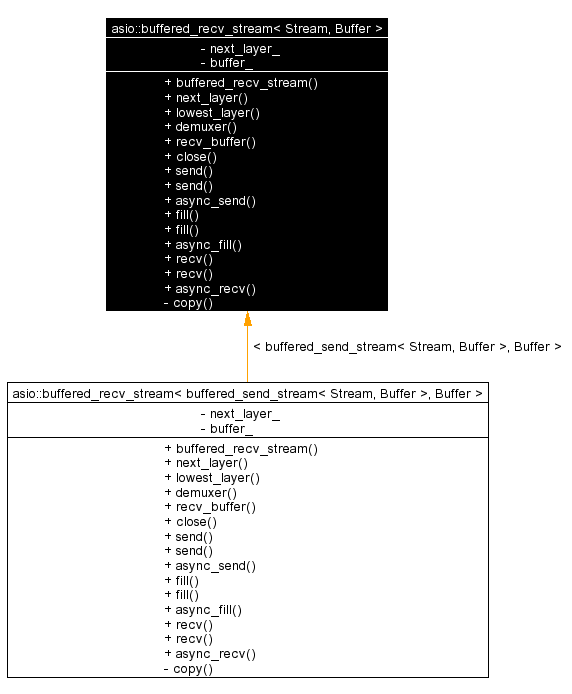 asio::buffered_recv_stream< Stream, Buffer >
- next_layer_
- buffer_
+ buffered_recv_stream()
+ next_layer()
+ lowest_layer()
+ demuxer()
+ recv_buffer()
+ close()
+ send()
+ send()
+ async_send()
+ fill()
+ fill()
+ async_fill()
+ recv()
+ recv()
+ async_recv()
- copy()
< buffered_send_stream< Stream, Buffer >, Buffer >
asio::buffered_recv_stream< buffered_send_stream< Stream, Buffer >, Buffer >
- next_layer_
- buffer_
+ buffered_recv_stream()
+ next_layer()
+ lowest_layer()
+ demuxer()
+ recv_buffer()
+ close()
+ send()
+ send()
+ async_send()
+ fill()
+ fill()
+ async_fill()
+ recv()
+ recv()
+ async_recv()
- copy()